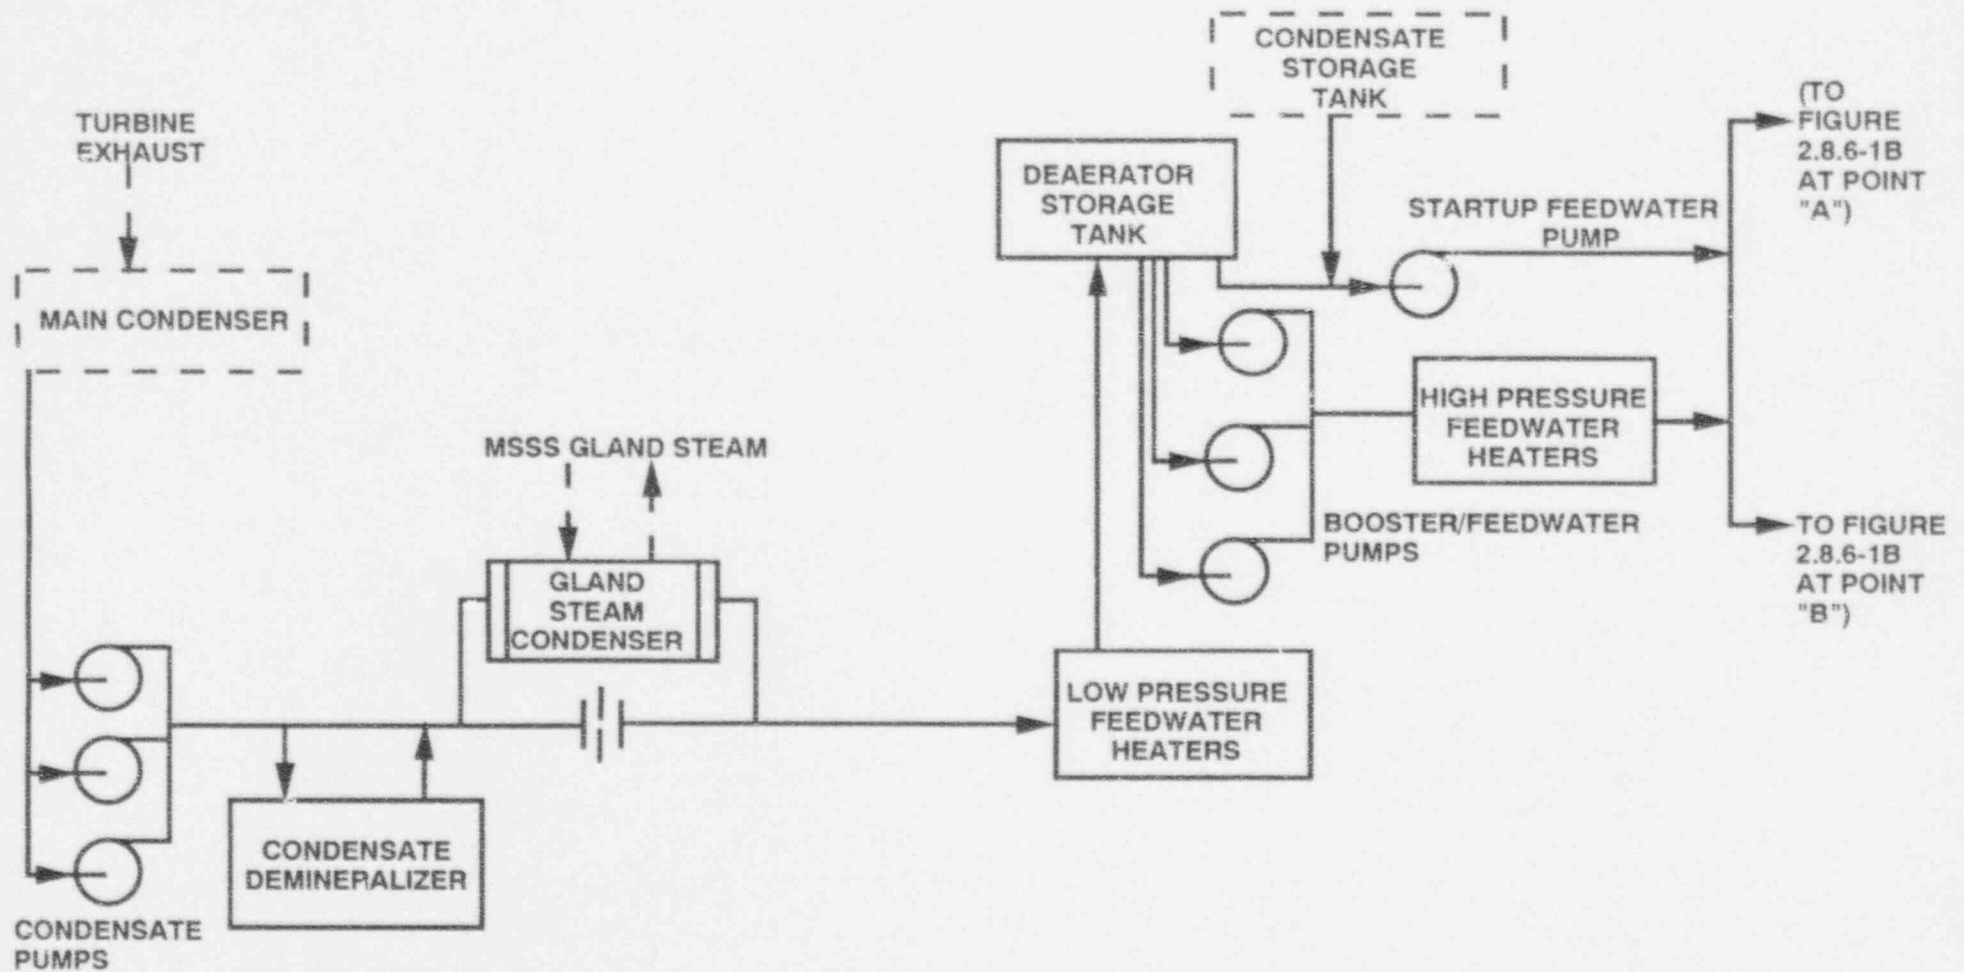 CONDENSATE
STORAGE
TANK
TURBINE
EXHAUST
MAIN CONDENSER
DEAERATOR
STORAGE
TANK
STARTUP FEEDWATER
PUMP
(TO
FIGURE
2.8.6-1B
AT POINT
"A")
HIGH PRESSURE
FEEDWATER
HEATERS
MSSS GLAND STEAM
GLAND
STEAM
CONDENSER
BOOSTER/FEEDWATER
PUMPS
TO FIGURE
2.8.6-1B
AT POINT
"B")
LOW PRESSURE
FEEDWATER
HEATERS
CONDENSATE
DEMINERALIZER
CONDENSATE
PUMPS